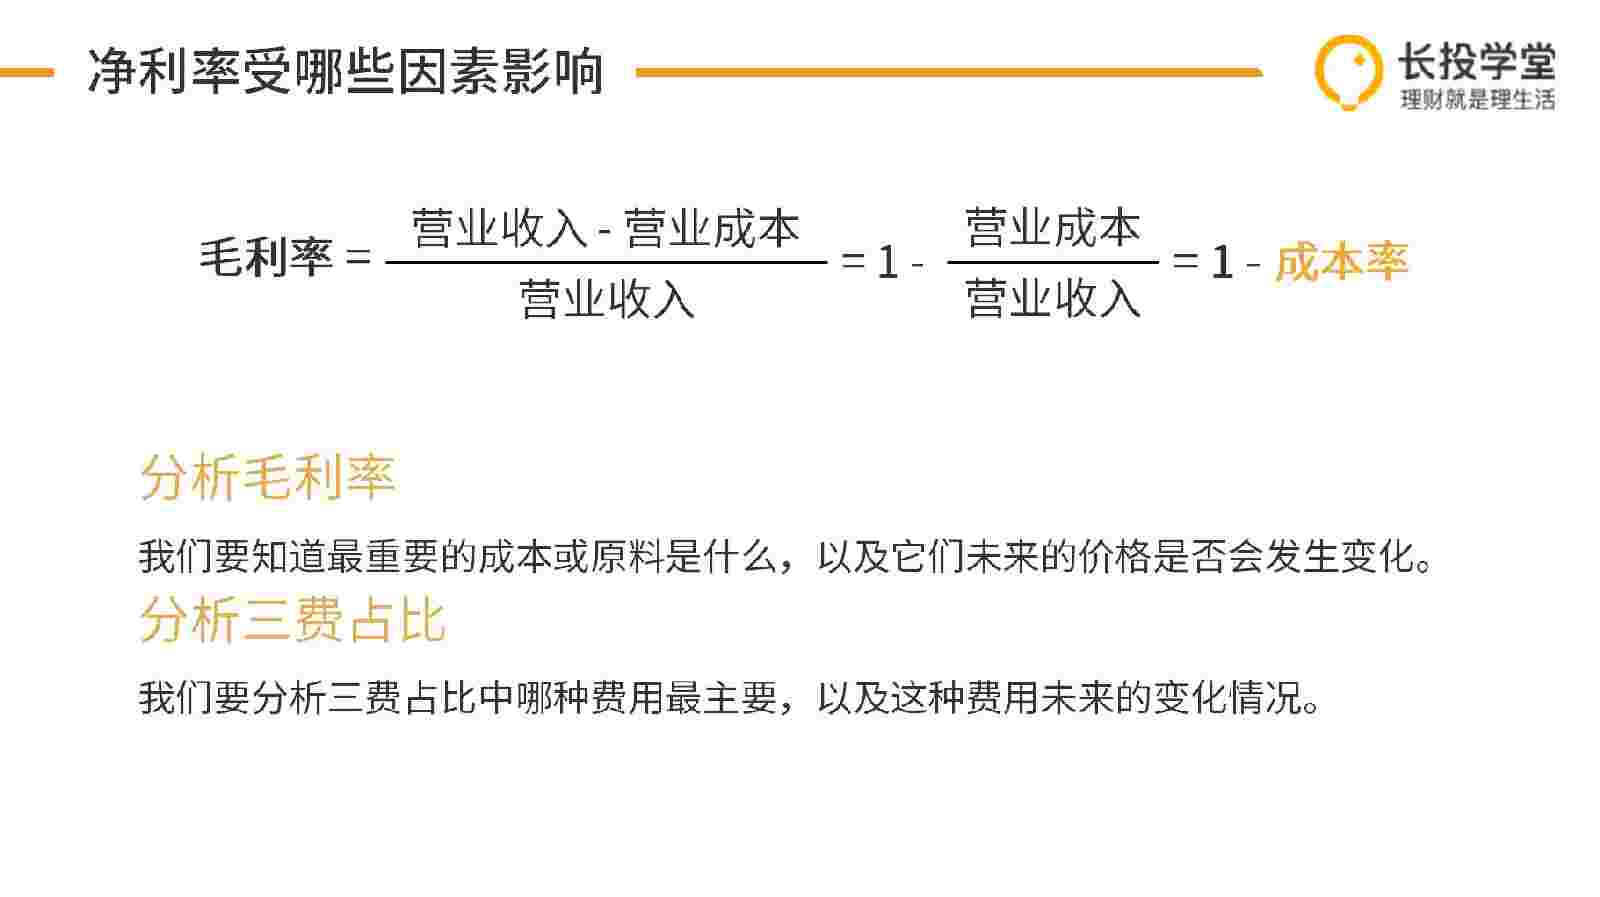 净利率受哪些因素影响
长投学堂
理财就是理生活
毛利率 = 营业收入 - 营业成本 / 营业收入 = 1 - 营业成本 / 营业收入 = 1 - 成本率
分析毛利率
我们要知道最重要的成本或原料是什么，以及它们未来的价格是否会发生变化。
分析三费占比
我们要分析三费占比中哪种费用最主要，以及这种费用未来的变化情况。